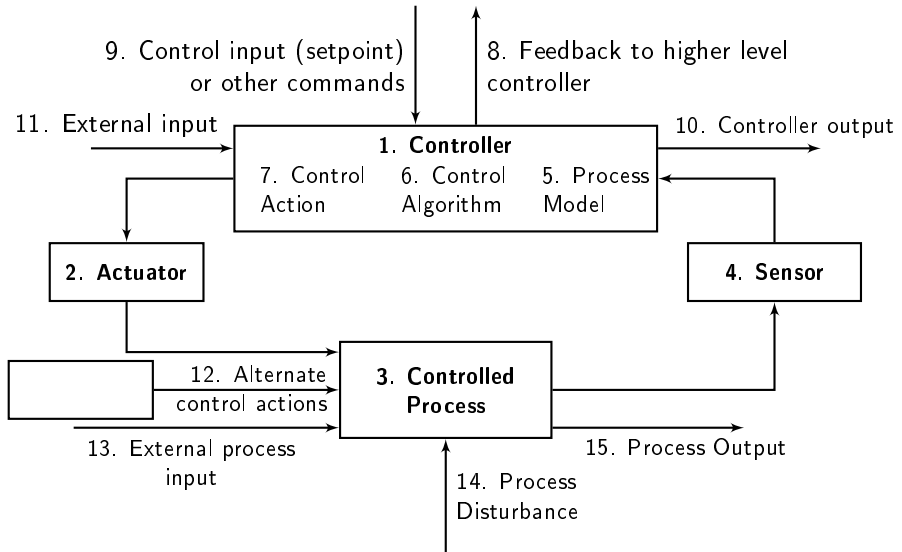 9. Control input (setpoint)
or other commands
8. Feedback to higher level
controller
11. External input
10. Controller output
1. Controller
7. Control
Action
6. Control
Algorithm
5. Process
Model
2. Actuator
4. Sensor
12. Alternate
control actions
3. Controlled
Process
13. External process
input
15. Process Output
14. Process
Disturbance